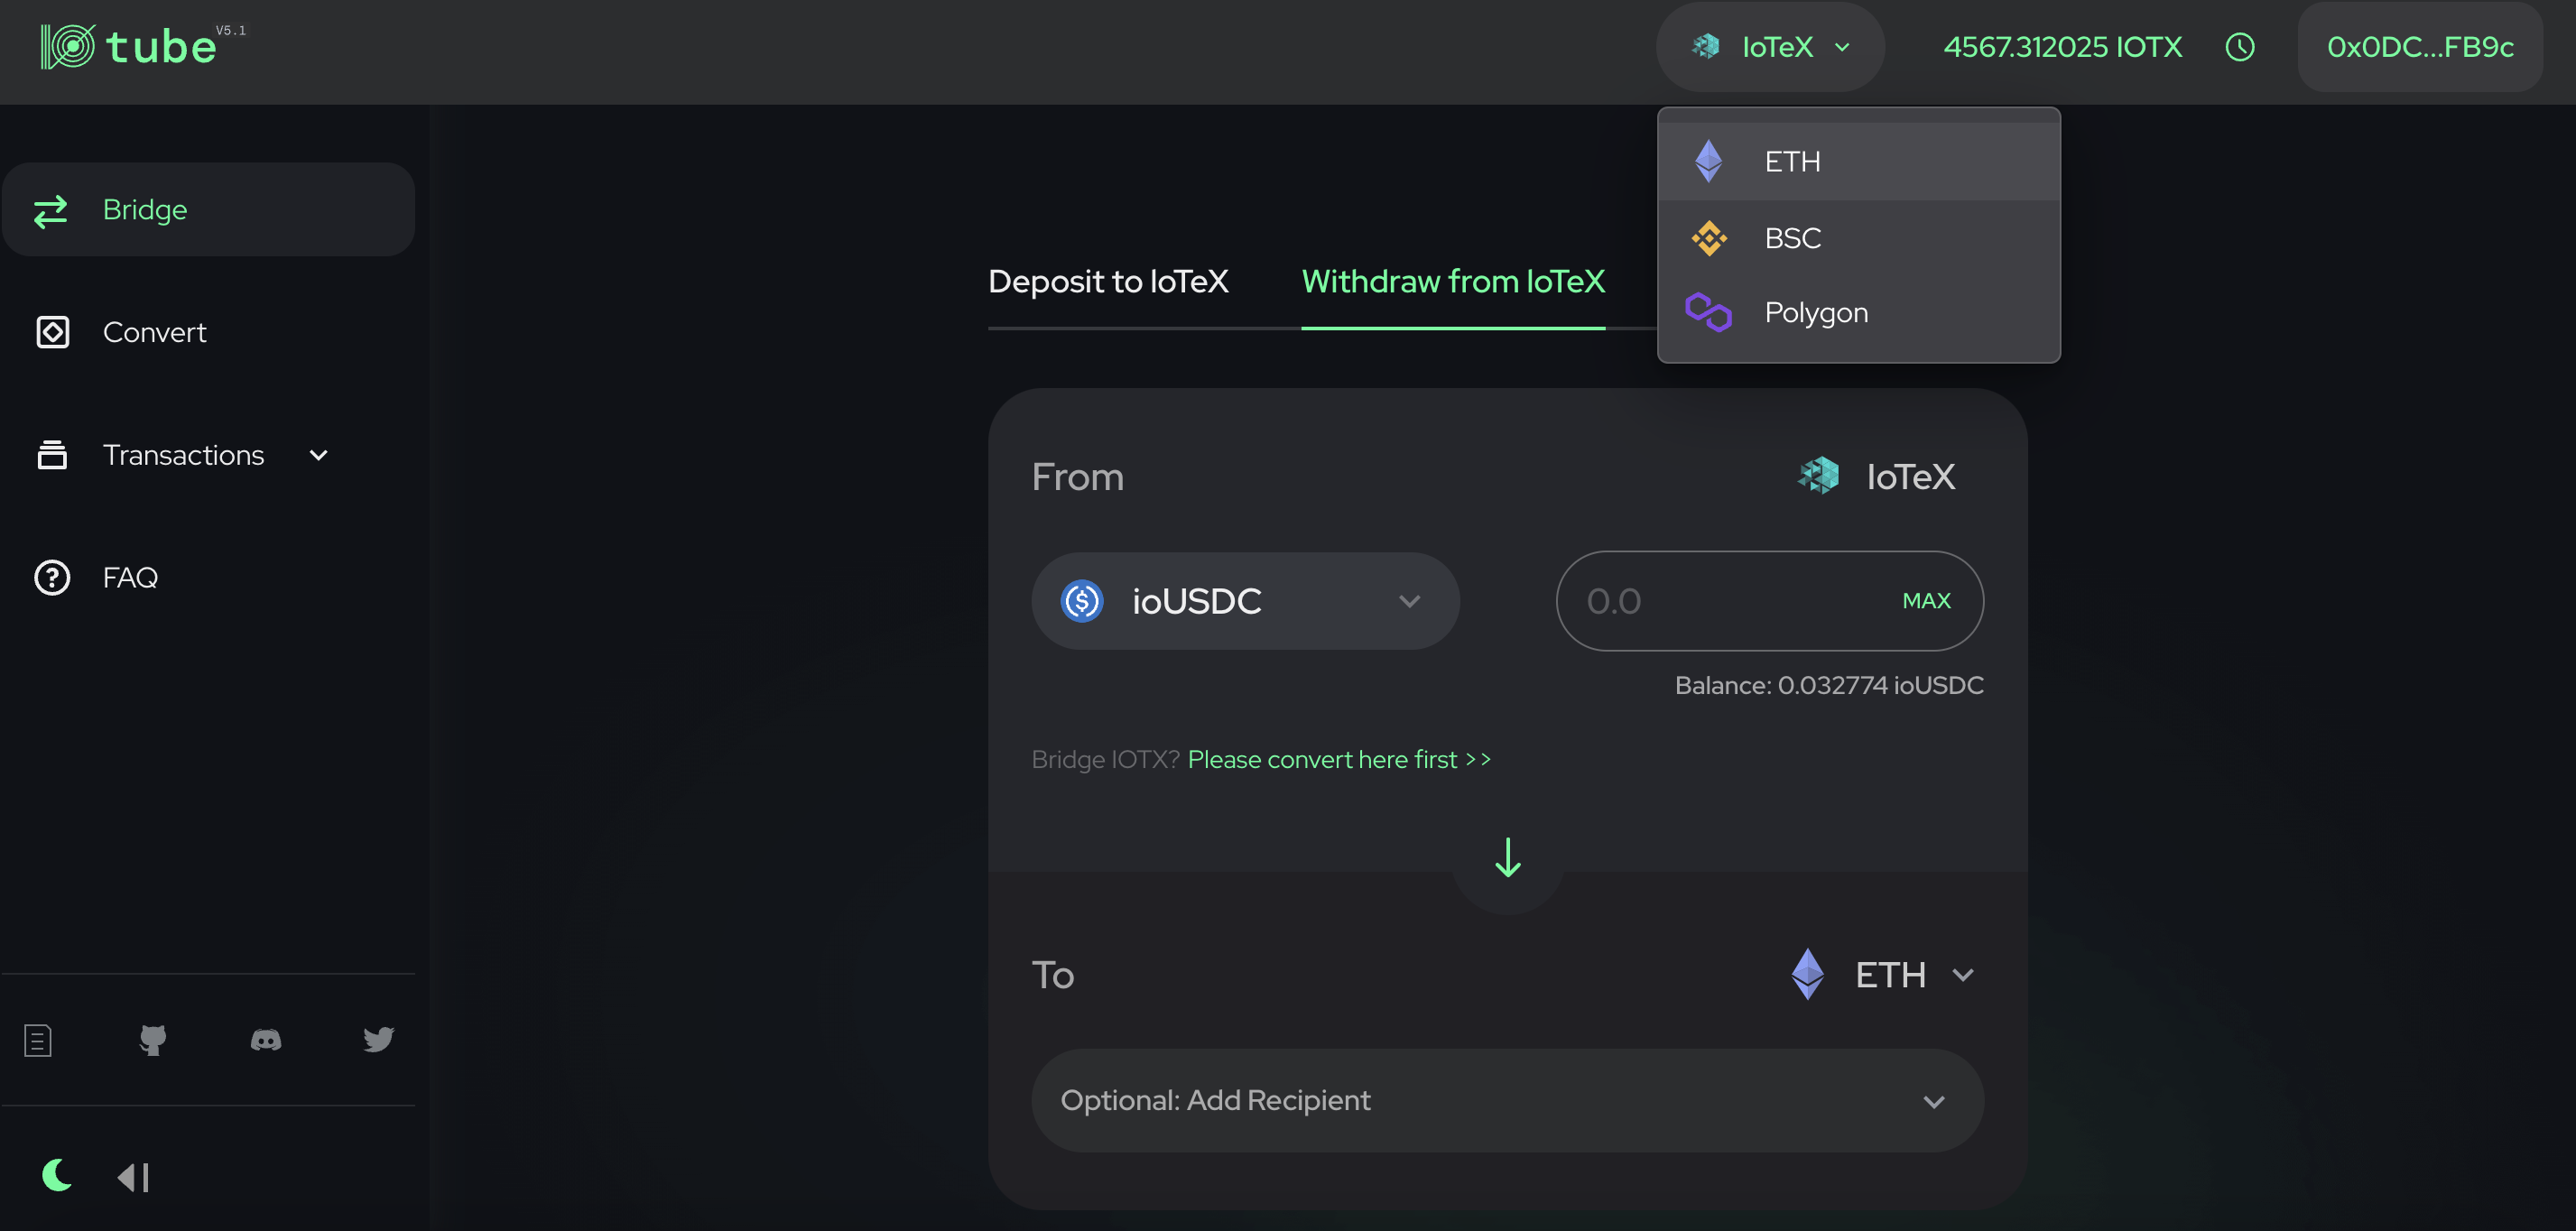 tube V5.1
IoTeX
4567.312025 IOTX
0x0DC...FB9c
ETH
BSC
Polygon
Bridge
Convert
Transactions
FAQ
Deposit to IoTeX
Withdraw from IoTeX
From
IoTeX
ioUSDC
0.0
MAX
Balance: 0.032774 ioUSDC
Bridge IOTX? Please convert here first >>
To
ETH
Optional: Add Recipient